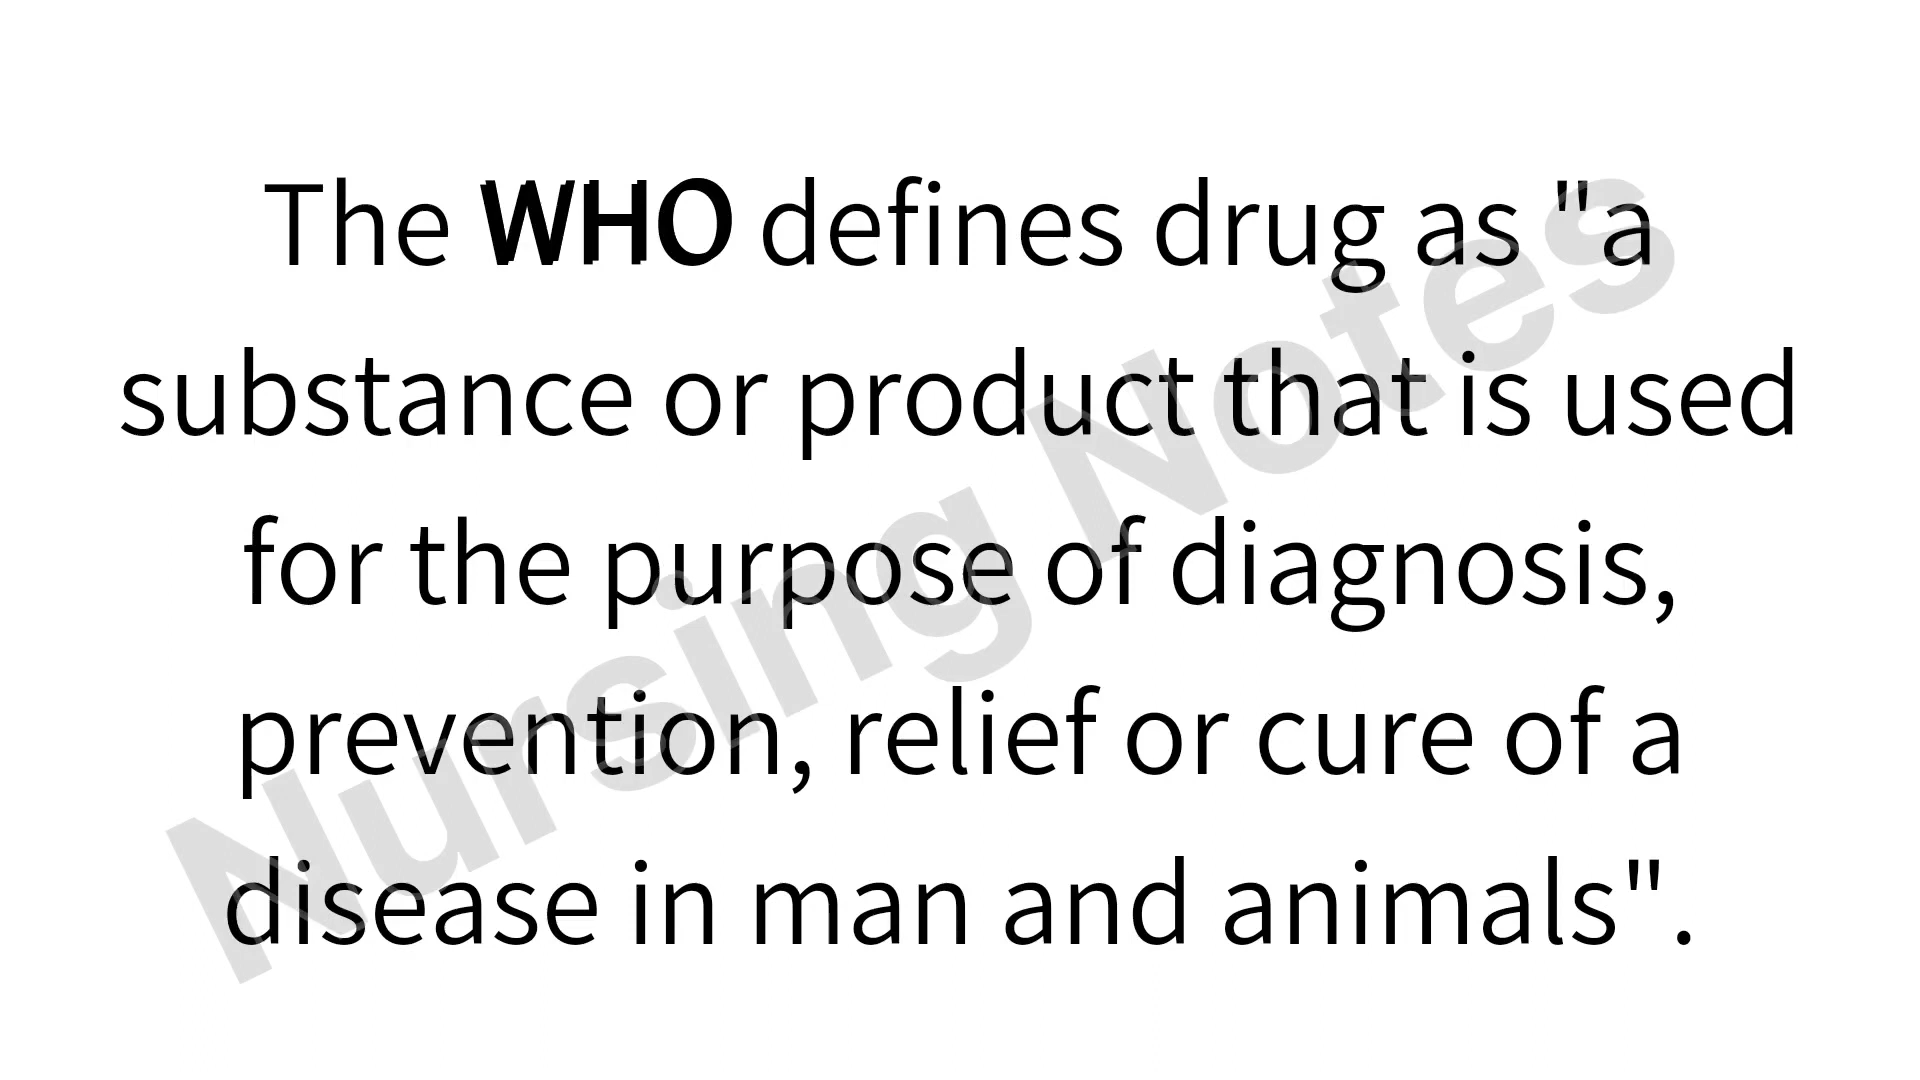 The WHO defines drug as "a
substance or product that is used
for the purpose of diagnosis,
prevention, relief or cure of a
disease in man and animals".
Nursing Notes